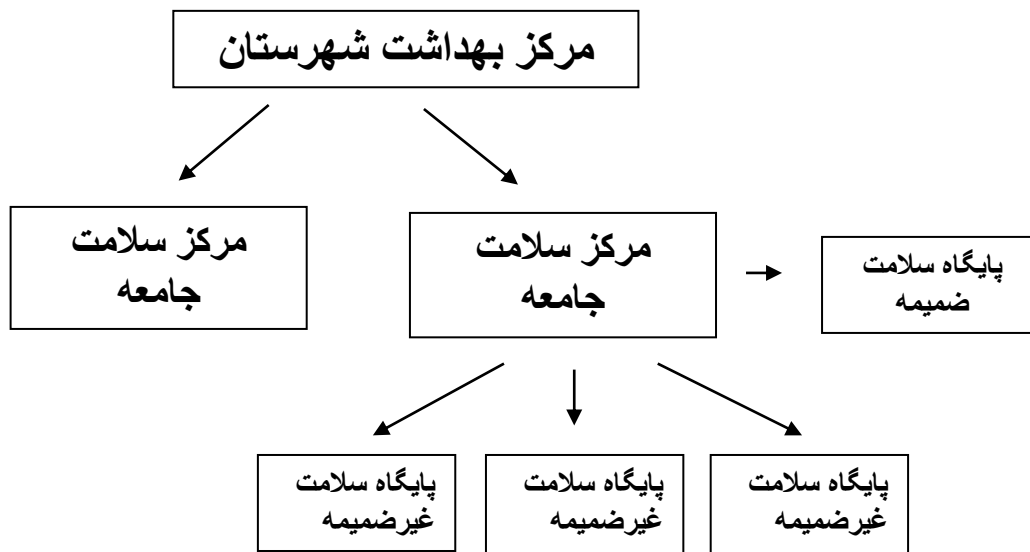 مرکز بهداشت شهرستان
مرکز سلامت
جامعه
مرکز سلامت
جامعه
پایگاه سلامت
ضمیمه
پایگاه سلامت
غیرضمیمه
پایگاه سلامت
غیرضمیمه
پایگاه سلامت
غیرضمیمه